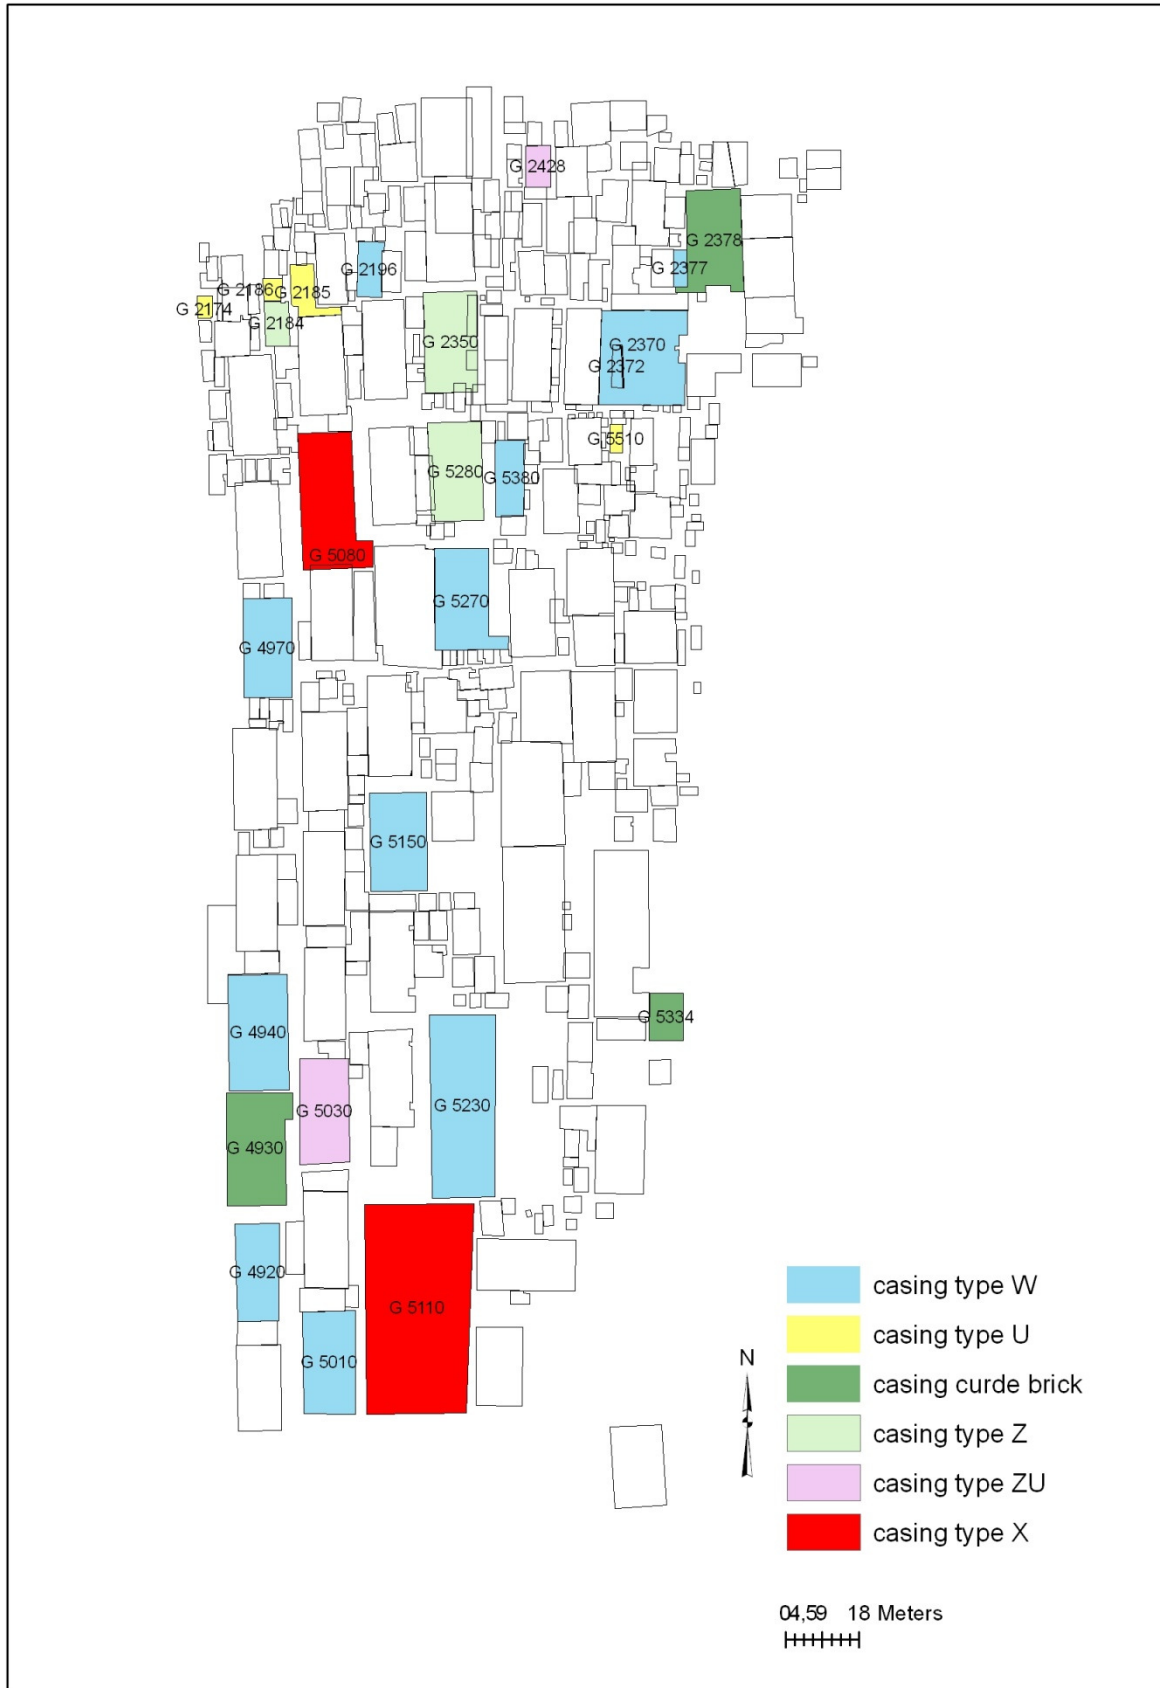 G 2428
G 2378
G 2196
G 2377
G 2186
G 2185
G 2174
G 2184
G 2350
G 2370
G 2372
G 5510
G 5280
G 5380
G 5080
G 5270
G 4970
G 5150
G 5334
G 4940
G 5030
G 5230
G 4930
G 4920
G 5110
G 5010
casing type W
casing type U
N
casing curde brick
casing type Z
casing type ZU
casing type X
04,59 18 Meters